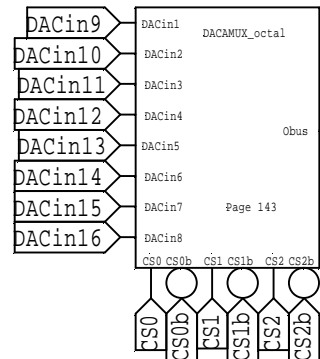 DACin9 DACin1 DACAMUX_octal
DACin10 DACin2
DACin11 DACin3
DACin12 DACin4
Obus
DACin13 DACin5
DACin14 DACin6
DACin15 DACin7 Page 143
DACin16 DACin8
CS0 CS0b CS1 CS1b CS2 CS2b
CS0 CS0b CS1 CS1b CS2 CS2b